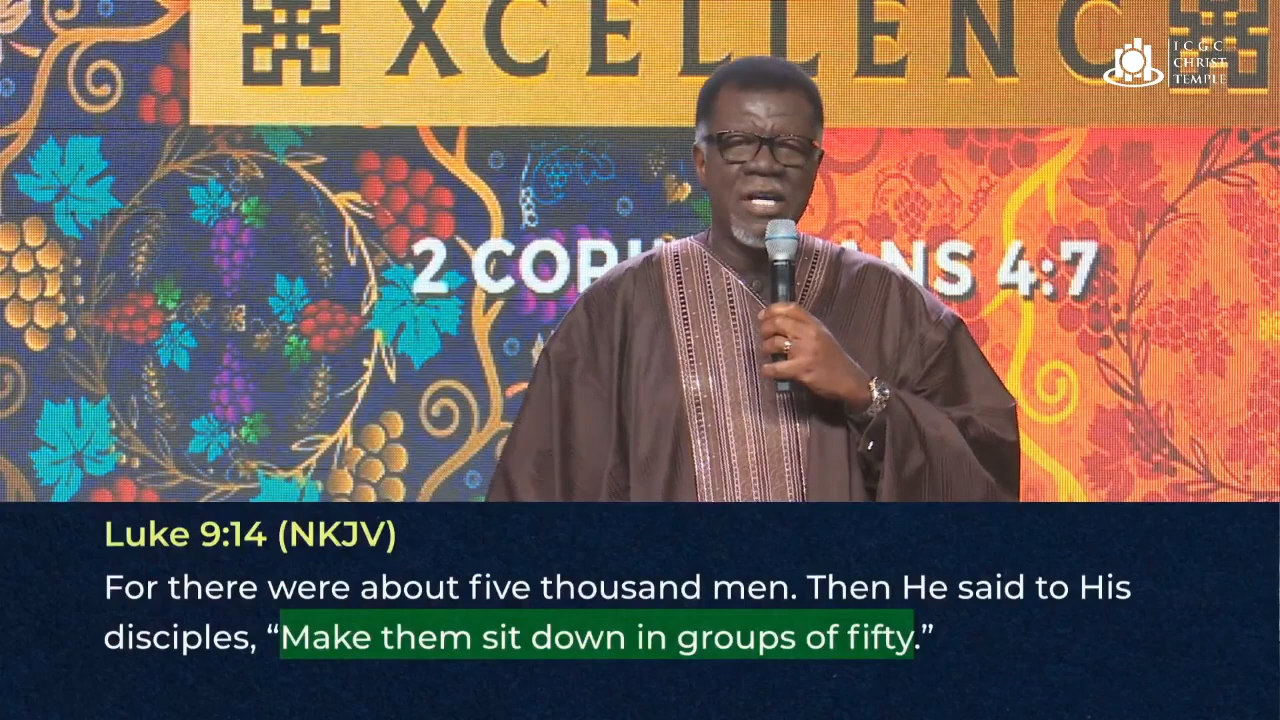 XCELLENC
ICGC
CHRIST
TEMPLE
2 CORI ANS 4:7
Luke 9:14 (NKJV)
For there were about five thousand men. Then He said to His
disciples, “Make them sit down in groups of fifty.”